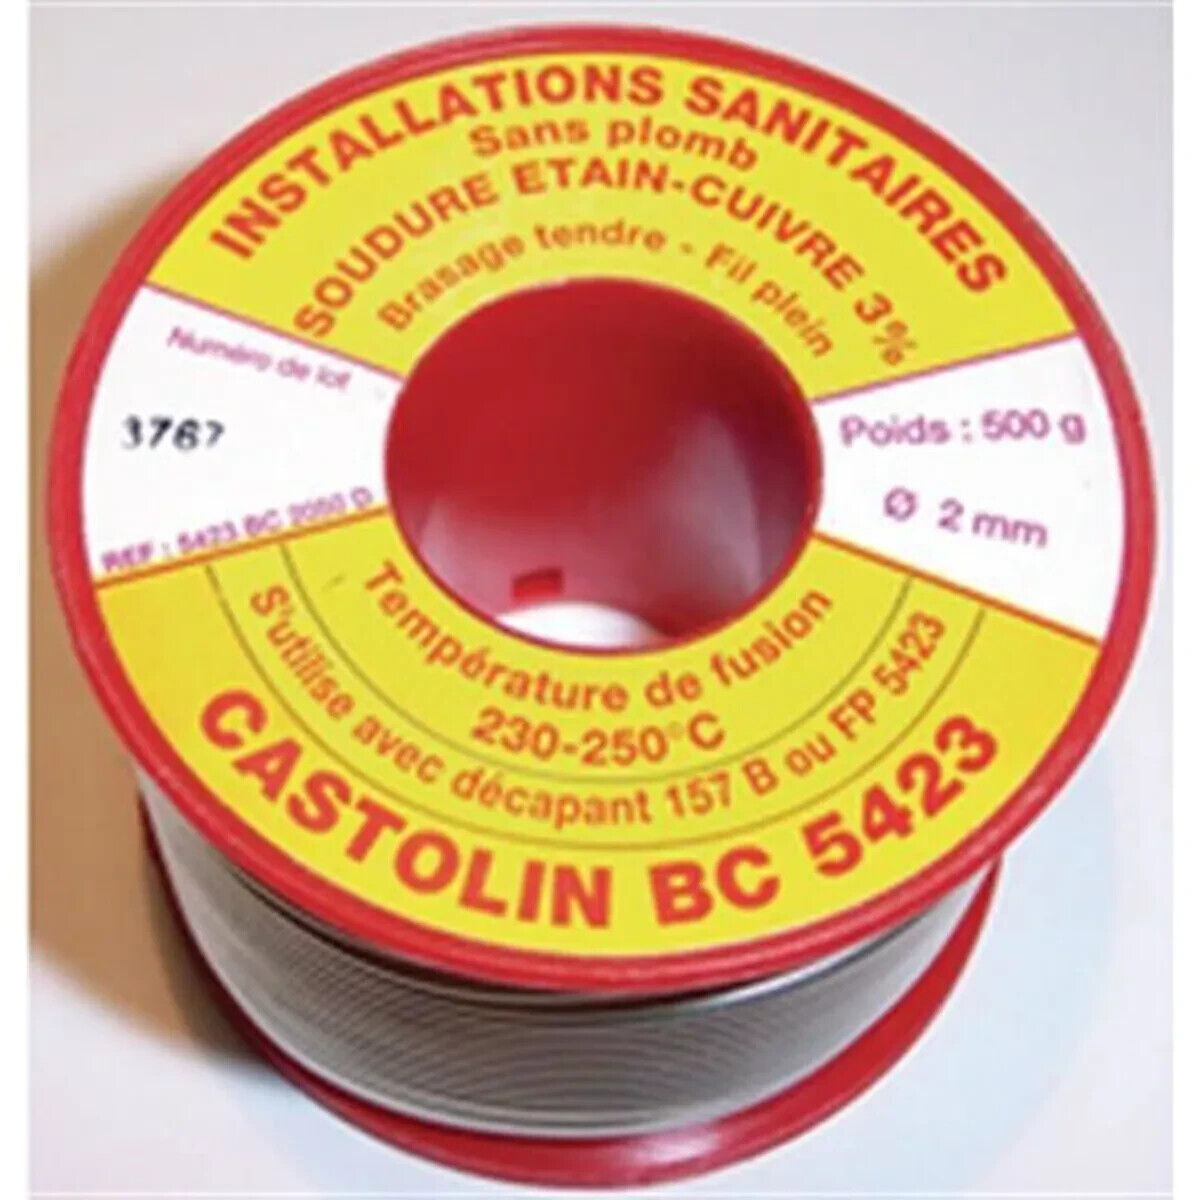 INSTALLATIONS SANITAIRES
Sans plomb
SOUDURE ETAIN-CUIVRE 3%
Brasage tendre - Fil plein
Numéro de lot
3767
REF : 5423 BC 2050 D
Poids : 500 g
Ø 2 mm
Température de fusion
230-250°C
S'utilise avec décapant 157 B ou FP 5423
CASTOLIN BC 5423